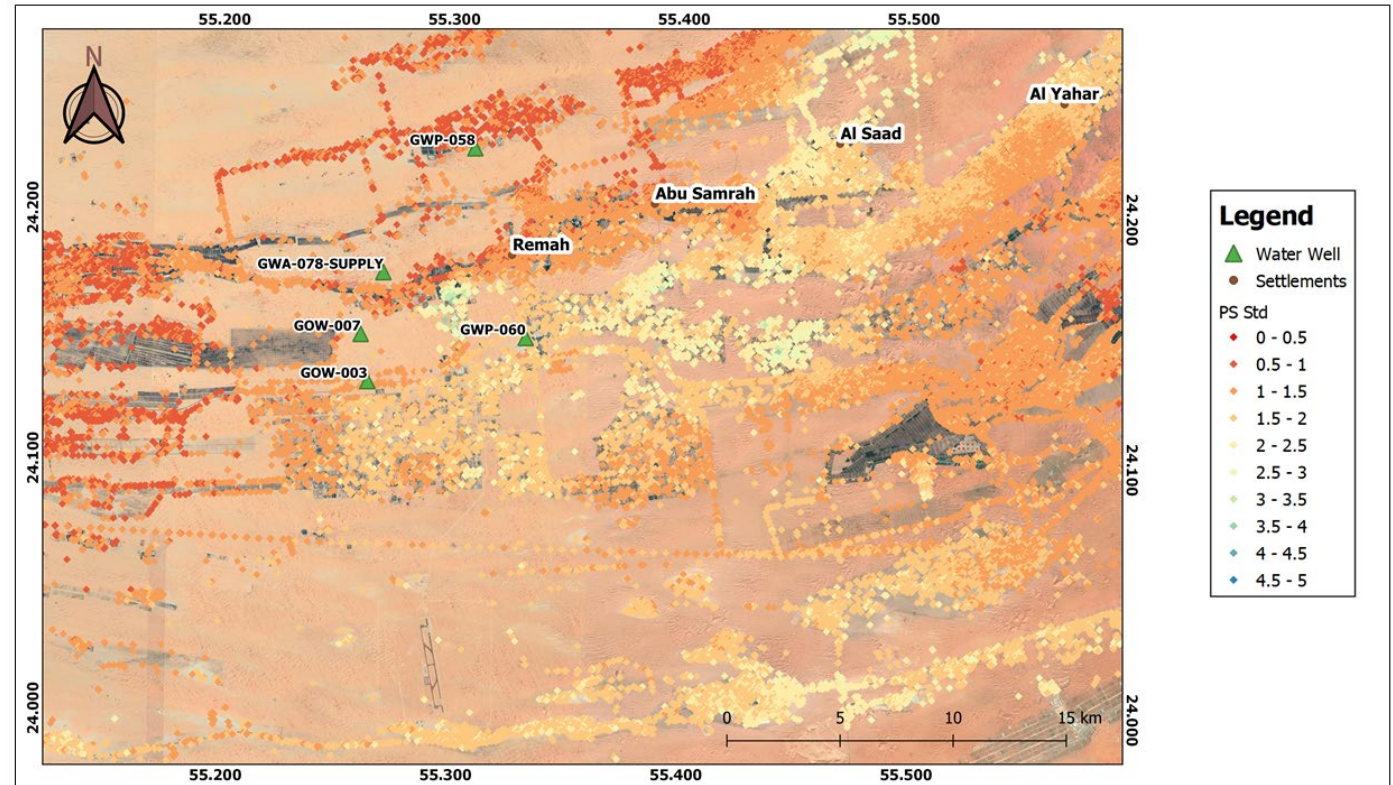 55.200 55.300 55.400 55.500
N
Al Yahar
Al Saad
GWP-058
Abu Samrah
24.200
24.200
Remah
GWA-078-SUPPLY
GOW-007
GWP-060
GOW-003
24.100
24.100
24.000
24.000
0 5 10 15 km
55.200 55.300 55.400 55.500
Legend
Water Well
Settlements
PS Std
0 - 0.5
0.5 - 1
1 - 1.5
1.5 - 2
2 - 2.5
2.5 - 3
3 - 3.5
3.5 - 4
4 - 4.5
4.5 - 5